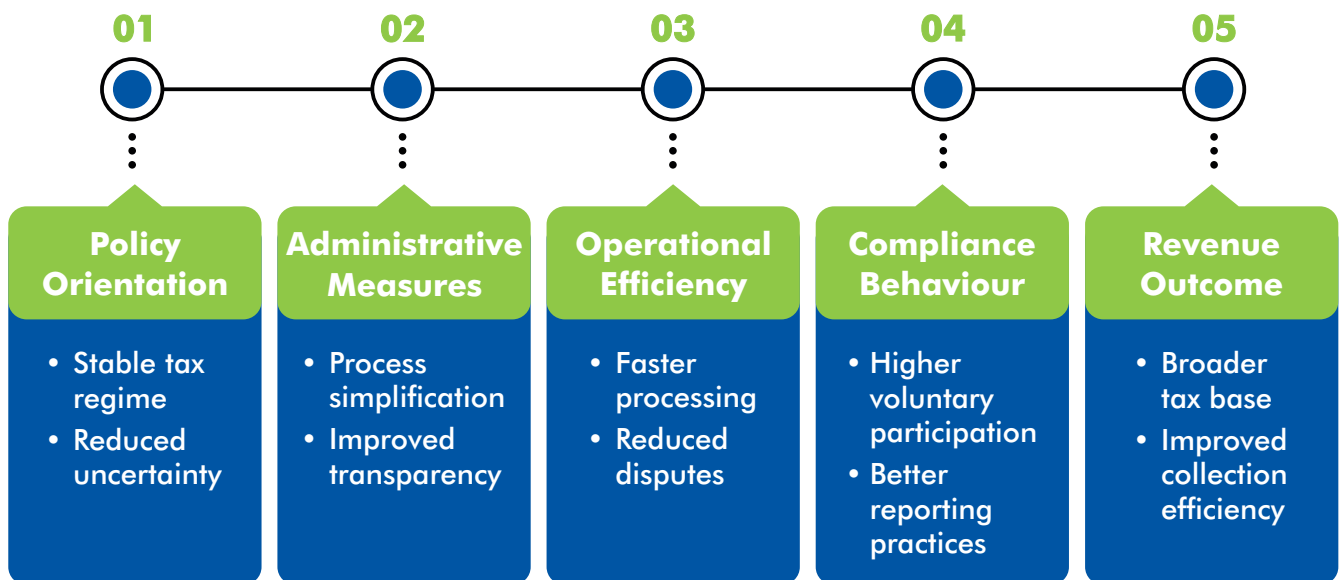 01
02
03
04
05
Policy
Orientation
• Stable tax
regime
• Reduced
uncertainty
Administrative
Measures
• Process
simplification
• Improved
transparency
Operational
Efficiency
• Faster
processing
• Reduced
disputes
Compliance
Behaviour
• Higher
voluntary
participation
• Better
reporting
practices
Revenue
Outcome
• Broader
tax base
• Improved
collection
efficiency